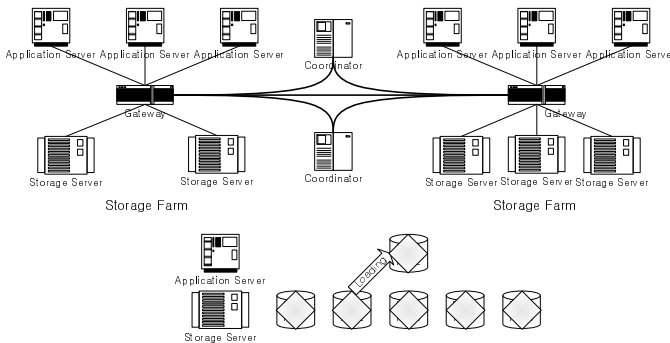 Application Server
Application Server
Application Server
Coordinator
Application Server
Application Server
Application Server
Gateway
Gateway
Storage Server
Storage Server
Coordinator
Storage Server
Storage Server
Storage Server
Storage Farm
Storage Farm
Loading
Application Server
Storage Server